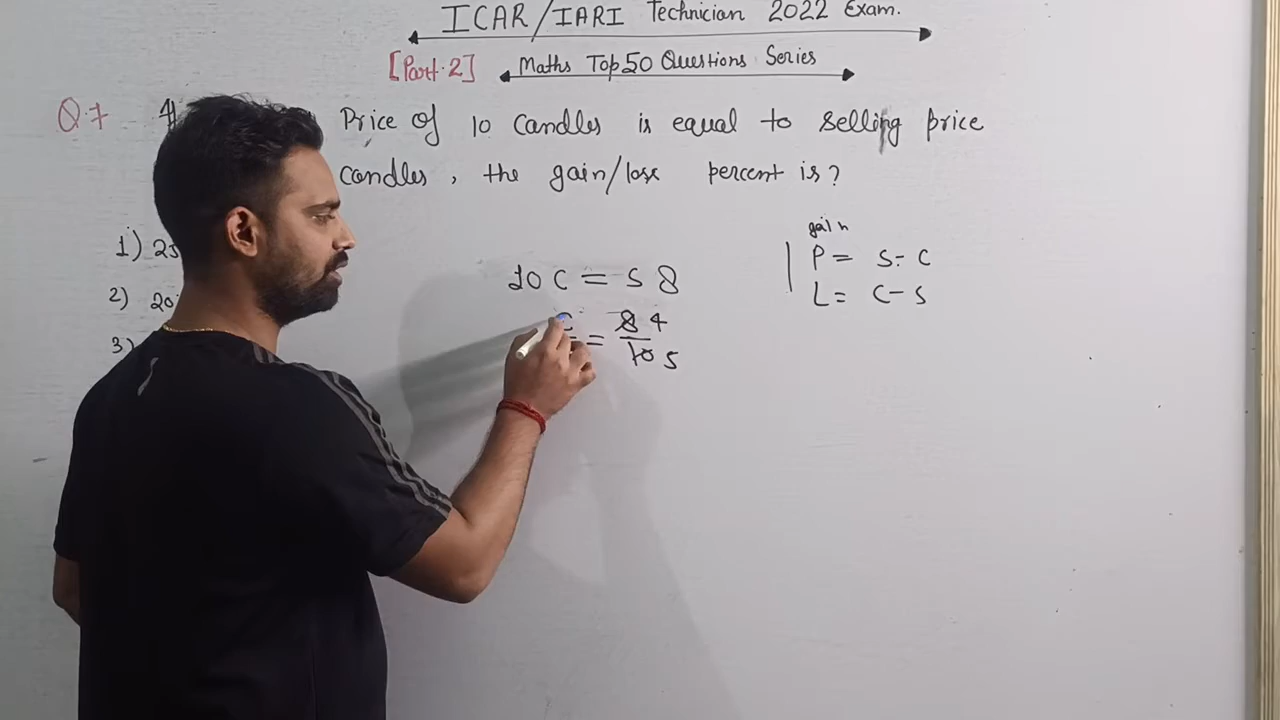 ICAR/IARI Technician 2022 Exam.
[Part-2] Maths Top 50 Questions Series
Q.7 Price of 10 Candles is equal to selling price
candles, the gain/loss percent is?
1) 25
2) 20
3)
gain
P = S - C
L = C - S
10 C = S 8
C = 8 4
10 5